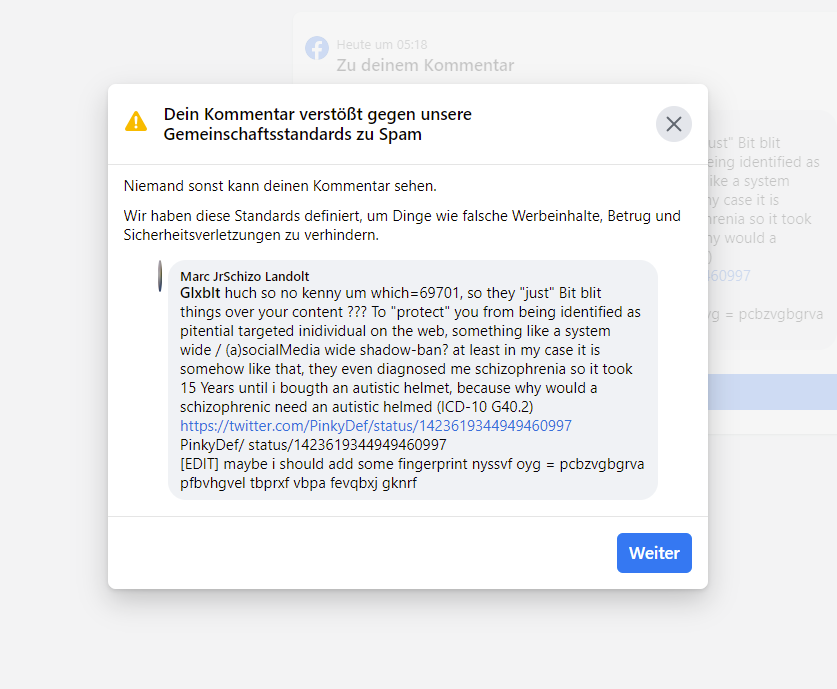 Heute um 05:18
Zu deinem Kommentar
Dein Kommentar verstößt gegen unsere
Gemeinschaftsstandards zu Spam
Niemand sonst kann deinen Kommentar sehen.
Wir haben diese Standards definiert, um Dinge wie falsche Werbeinhalte, Betrug und
Sicherheitsverletzungen zu verhindern.
Marc JrSchizo Landolt
Glxblt huch so no kenny um which=69701, so they "just" Bit blit
things over your content ??? To "protect" you from being identified as
pitential targeted inidividual on the web, something like a system
wide / (a)socialMedia wide shadow-ban? at least in my case it is
somehow like that, they even diagnosed me schizophrenia so it took
15 Years until i bougth an autistic helmet, because why would a
schizophrenic need an autistic helmed (ICD-10 G40.2)
https://twitter.com/PinkyDef/status/1423619344949460997
PinkyDef/ status/1423619344949460997
[EDIT] maybe i should add some fingerprint nyssvf oyg = pcbzvgbgrva
pfbvhgvel tbprxf vbpa fevqbxj gknrf
Weiter
just" Bit blit
eing identified as
ike a system
ny case it is
hrenia so it took
hy would a
)
460997
yg = pcbzvgbgrva